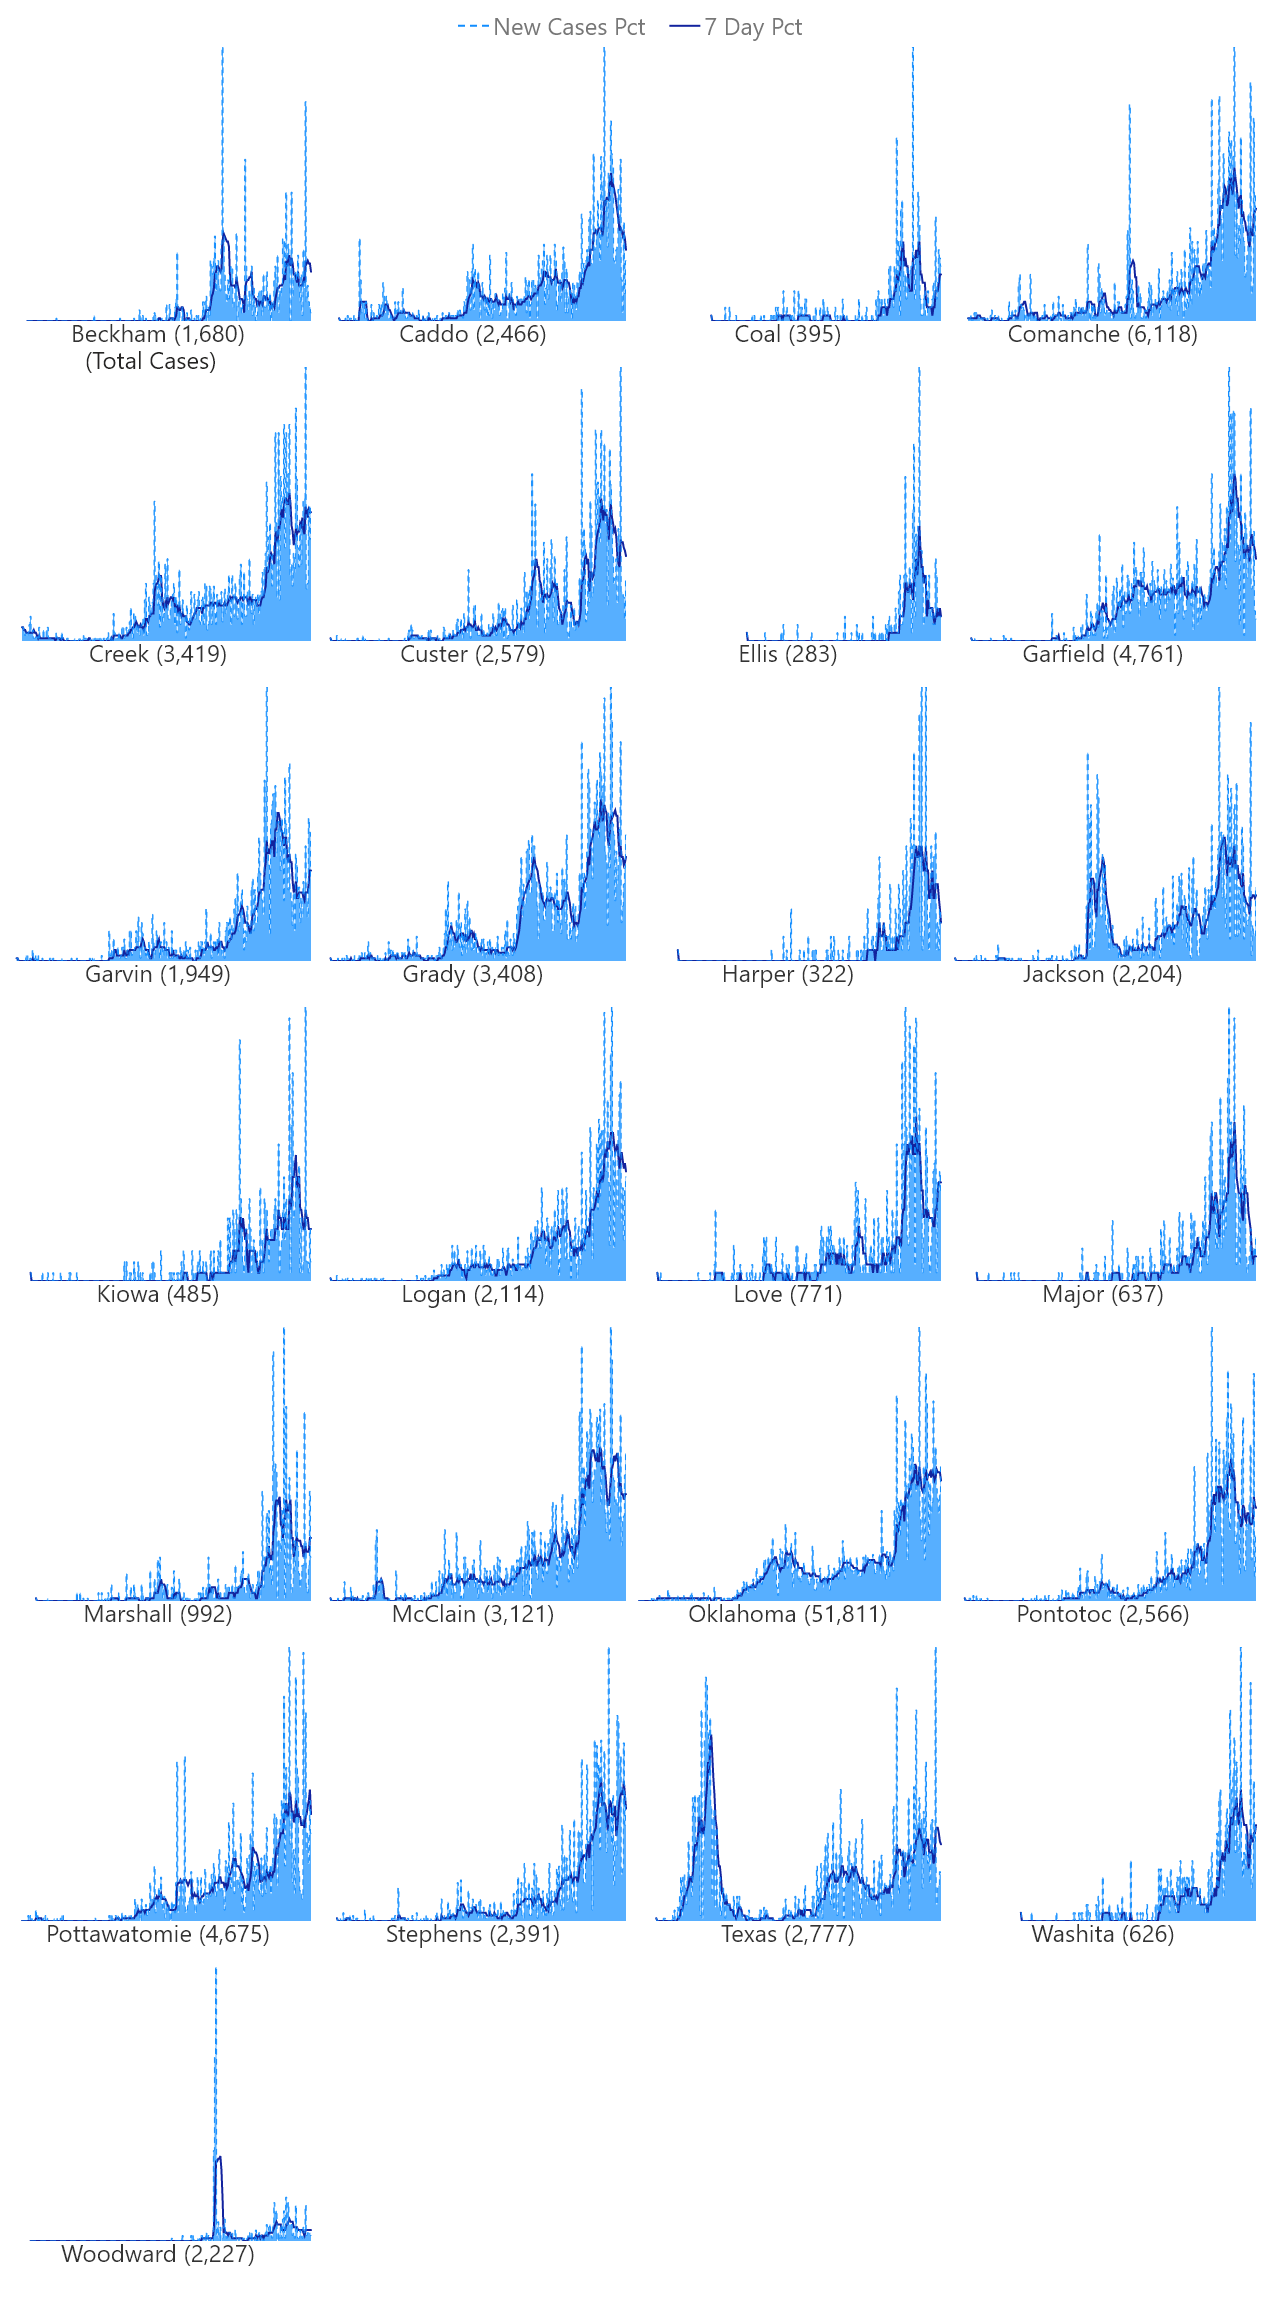 New Cases Pct 7 Day Pct
Beckham (1,680) Caddo (2,466) Coal (395) Comanche (6,118)
(Total Cases)
Creek (3,419) Custer (2,579) Ellis (283) Garfield (4,761)
Garvin (1,949) Grady (3,408) Harper (322) Jackson (2,204)
Kiowa (485) Logan (2,114) Love (771) Major (637)
Marshall (992) McClain (3,121) Oklahoma (51,811) Pontotoc (2,566)
Pottawatomie (4,675) Stephens (2,391) Texas (2,777) Washita (626)
Woodward (2,227)